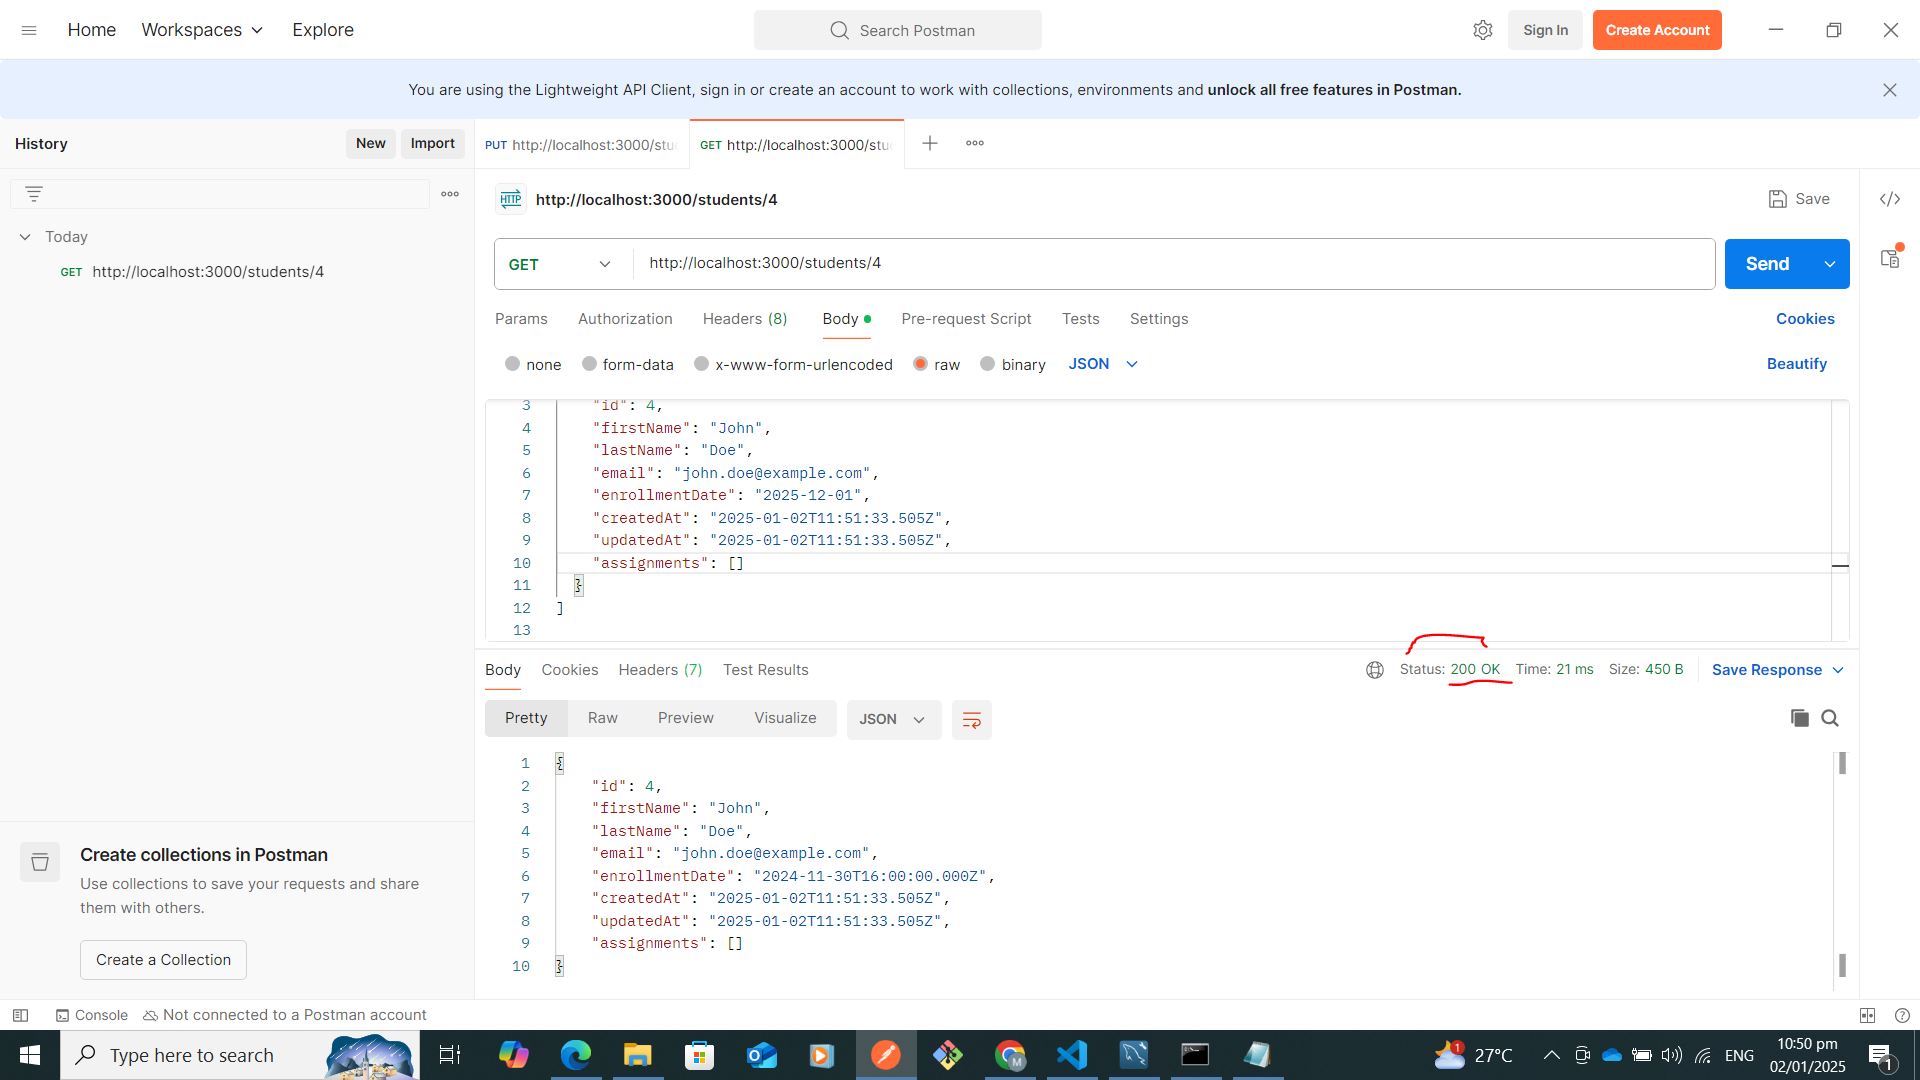 Home Workspaces Explore Search Postman Sign In Create Account
You are using the Lightweight API Client, sign in or create an account to work with collections, environments and unlock all free features in Postman.
History New Import
PUT http://localhost:3000/stu
GET http://localhost:3000/stu
Today
GET http://localhost:3000/students/4
HTTP http://localhost:3000/students/4 Save
GET http://localhost:3000/students/4 Send
Params Authorization Headers (8) Body Pre-request Script Tests Settings Cookies
none form-data x-www-form-urlencoded raw binary JSON Beautify
3 "id": 4,
4 "firstName": "John",
5 "lastName": "Doe",
6 "email": "john.doe@example.com",
7 "enrollmentDate": "2025-12-01",
8 "createdAt": "2025-01-02T11:51:33.505Z",
9 "updatedAt": "2025-01-02T11:51:33.505Z",
10 "assignments": []
11 }
12 ]
13
Body Cookies Headers (7) Test Results Status: 200 OK Time: 21 ms Size: 450 B Save Response
Pretty Raw Preview Visualize JSON
1 {
2 "id": 4,
3 "firstName": "John",
4 "lastName": "Doe",
5 "email": "john.doe@example.com",
6 "enrollmentDate": "2024-11-30T16:00:00.000Z",
7 "createdAt": "2025-01-02T11:51:33.505Z",
8 "updatedAt": "2025-01-02T11:51:33.505Z",
9 "assignments": []
10 }
Create collections in Postman
Use collections to save your requests and share
them with others.
Create a Collection
Console Not connected to a Postman account
Type here to search
1 27°C ENG
10:50 pm
02/01/2025
1